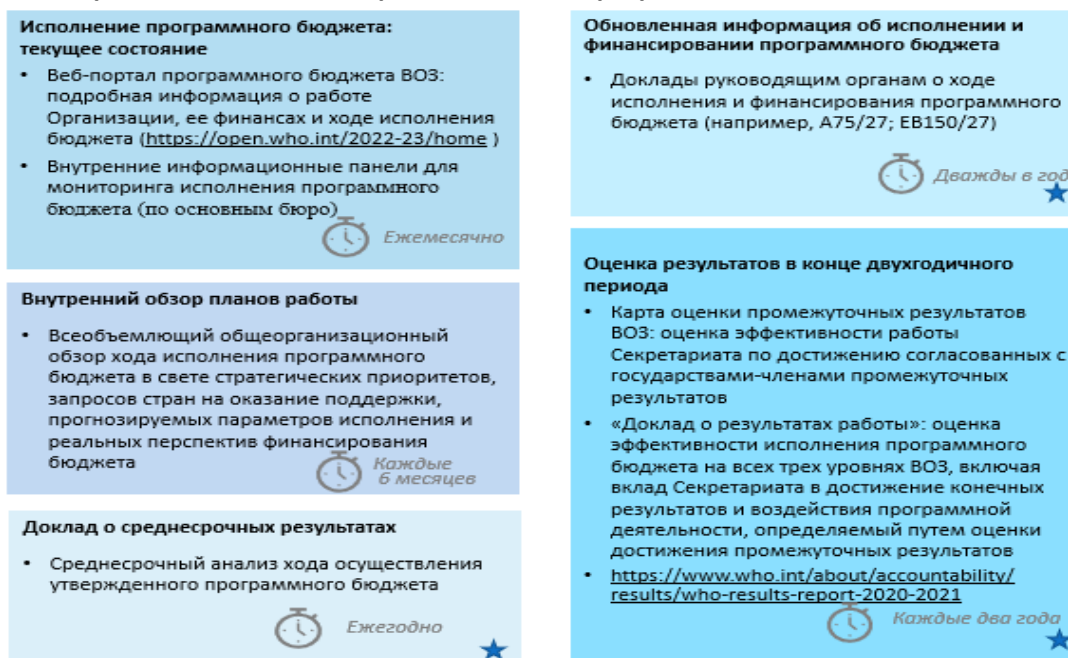 Исполнение программного бюджета:
текущее состояние
• Веб-портал программного бюджета ВОЗ:
подробная информация о работе
Организации, ее финансах и ходе исполнения
бюджета (https://open.who.int/2022-23/home )
• Внутренние информационные панели для
мониторинга исполнения программного
бюджета (по основным бюро)
Ежемесячно
Внутренний обзор планов работы
• Всеобъемлющий общеорганизационный
обзор хода исполнения программного
бюджета в свете стратегических приоритетов,
запросов стран на оказание поддержки,
прогнозируемых параметров исполнения и
реальных перспектив финансирования
бюджета
Каждые
6 месяцев
Доклад о среднесрочных результатах
• Среднесрочный анализ хода осуществления
утвержденного программного бюджета
Ежегодно
Обновленная информация об исполнении и
финансировании программного бюджета
• Доклады руководящим органам о ходе
исполнения и финансирования программного
бюджета (например, A75/27; EB150/27)
Дважды в год
Оценка результатов в конце двухгодичного
периода
• Карта оценки промежуточных результатов
ВОЗ: оценка эффективности работы
Секретариата по достижению согласованных с
государствами-членами промежуточных
результатов
• «Доклад о результатах работы»: оценка
эффективности исполнения программного
бюджета на всех трех уровнях ВОЗ, включая
вклад Секретариата в достижение конечных
результатов и воздействия программной
деятельности, определяемый путем оценки
достижения промежуточных результатов
• https://www.who.int/about/accountability/
results/who-results-report-2020-2021
Каждые два года